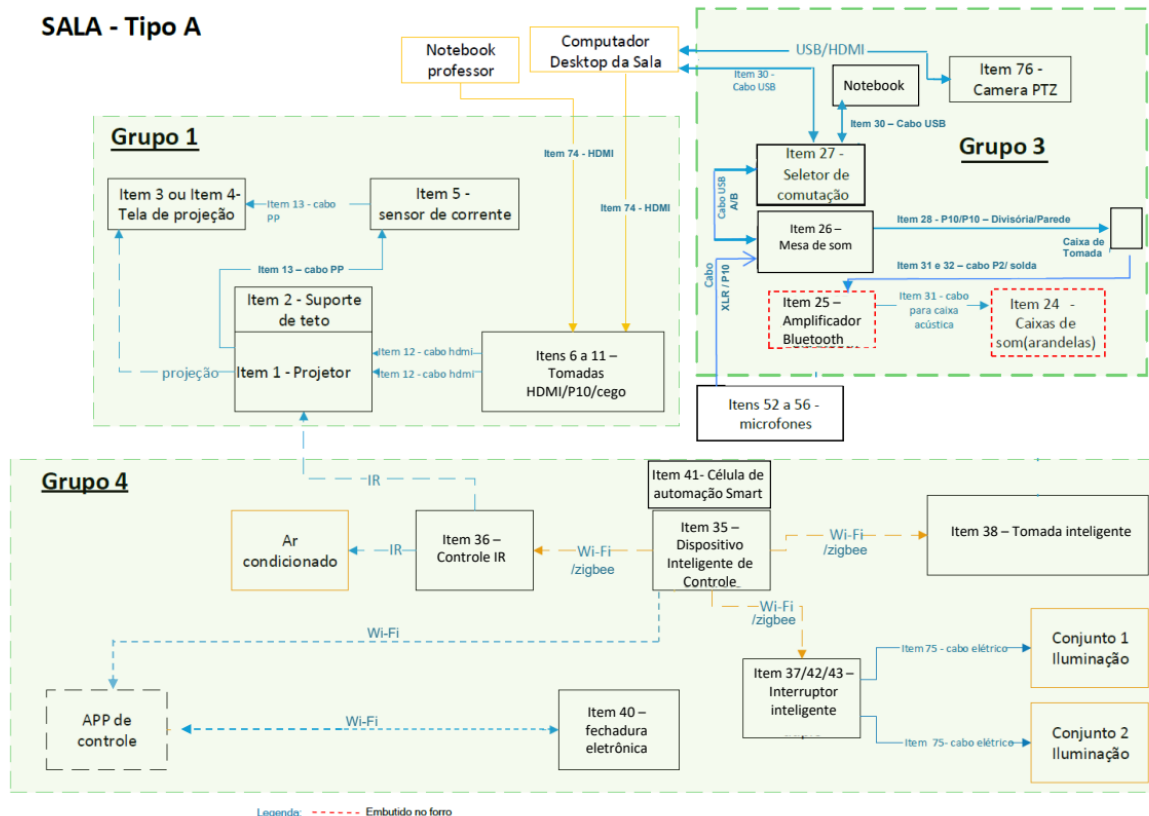 SALA - Tipo A
Notebook
professor
Computador
Desktop da Sala
USB/HDMI
Item 30 -
Cabo USB
Notebook
Item 76 -
Camera PTZ
Item 30 – Cabo USB
Grupo 3
Grupo 1
Item 74 - HDMI
Item 74 - HDMI
Item 27 -
Seletor de
comutação
Cabo USB
A/B
Item 3 ou Item 4-
Tela de projeção
Item 13 - cabo
pp
Item 5 -
sensor de corrente
Item 26 –
Mesa de som
Item 28 - P10/P10 – Divisória/Parede
Caixa de
Tomada
Item 13 – cabo PP
Cabo
XLR / P10
Item 31 e 32 – cabo P2/ solda
Item 2 - Suporte
de teto
Item 25 –
Amplificador
Bluetooth
Item 31 - cabo
para caixa
acústica
Item 24 -
Caixas de
som(arandelas)
projeção
Item 1 - Projetor
Item 12 - cabo hdmi
Item 12 - cabo hdmi
Itens 6 a 11 –
Tomadas
HDMI/P10/cego
Itens 52 a 56 -
microfones
Grupo 4
IR
Item 41- Célula de
automação Smart
Ar
condicionado
IR
Item 36 –
Controle IR
Wi-Fi
/zigbee
Item 35 –
Dispositivo
Inteligente de
Controle
Wi-Fi
/zigbee
Item 38 – Tomada inteligente
Wi-Fi
/zigbee
Wi-Fi
Item 37/42/43 –
Interruptor
inteligente
Item 75 - cabo elétrico
Conjunto 1
Iluminação
APP de
controle
Wi-Fi
Item 40 –
fechadura
eletrônica
Item 75- cabo elétrico
Conjunto 2
Iluminação
Legenda: Embutido no forro